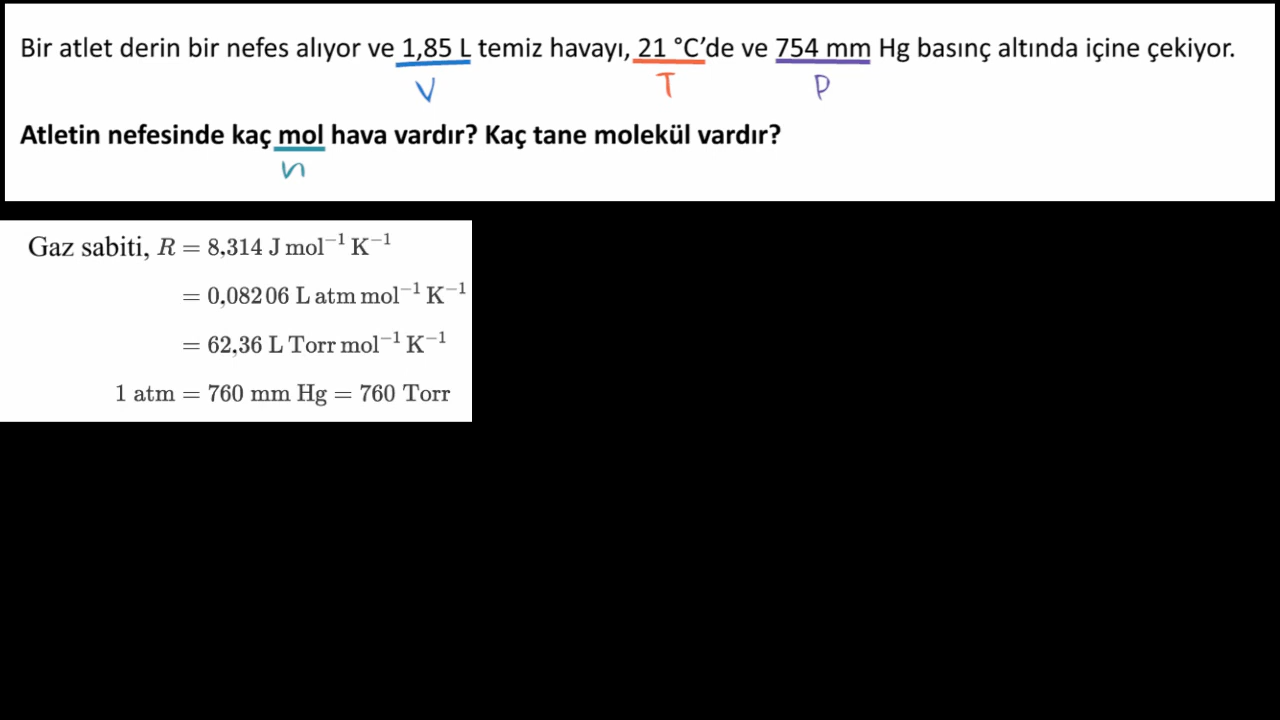 Bir atlet derin bir nefes alıyor ve 1,85 L temiz havayı, 21 °C'de ve 754 mm Hg basınç altında içine çekiyor.
V T P
Atletin nefesinde kaç mol hava vardır? Kaç tane molekül vardır?
n
Gaz sabiti, R = 8,314 J mol⁻¹ K⁻¹
= 0,08206 L atm mol⁻¹ K⁻¹
= 62,36 L Torr mol⁻¹ K⁻¹
1 atm = 760 mm Hg = 760 Torr